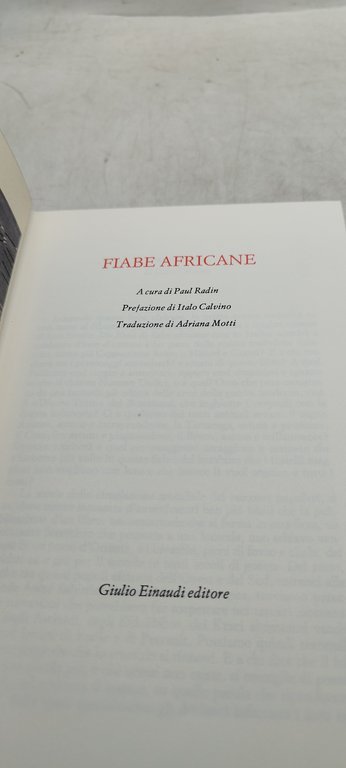 FIABE AFRICANE
A cura di Paul Radin
Prefazione di Italo Calvino
Traduzione di Adriana Motti
Giulio Einaudi editore